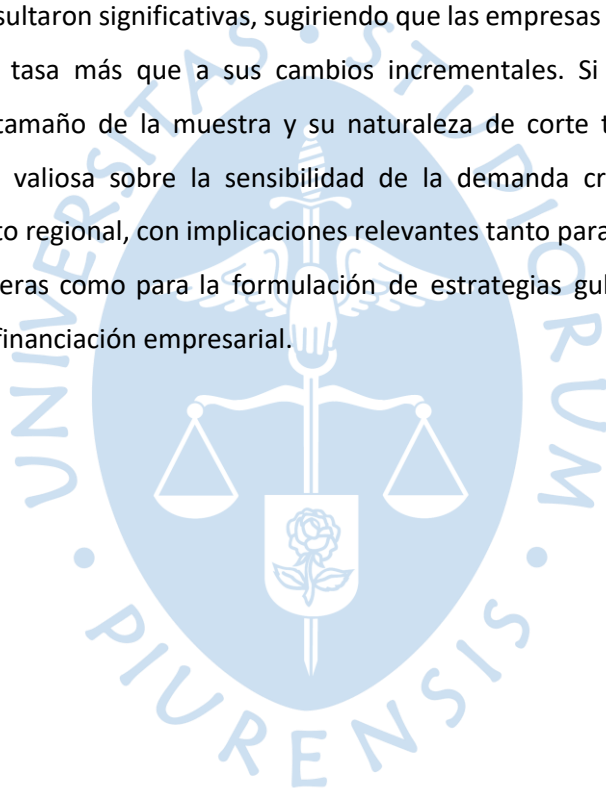 sultaron significativas, sugiriendo que las empresas
tasa más que a sus cambios incrementales. Si
tamaño de la muestra y su naturaleza de corte t
valiosa sobre la sensibilidad de la demanda cr
to regional, con implicaciones relevantes tanto para
eras como para la formulación de estrategias gu
financiación empresarial.
UNIVERSITAS • STUDIORUM • PIURENSIS •